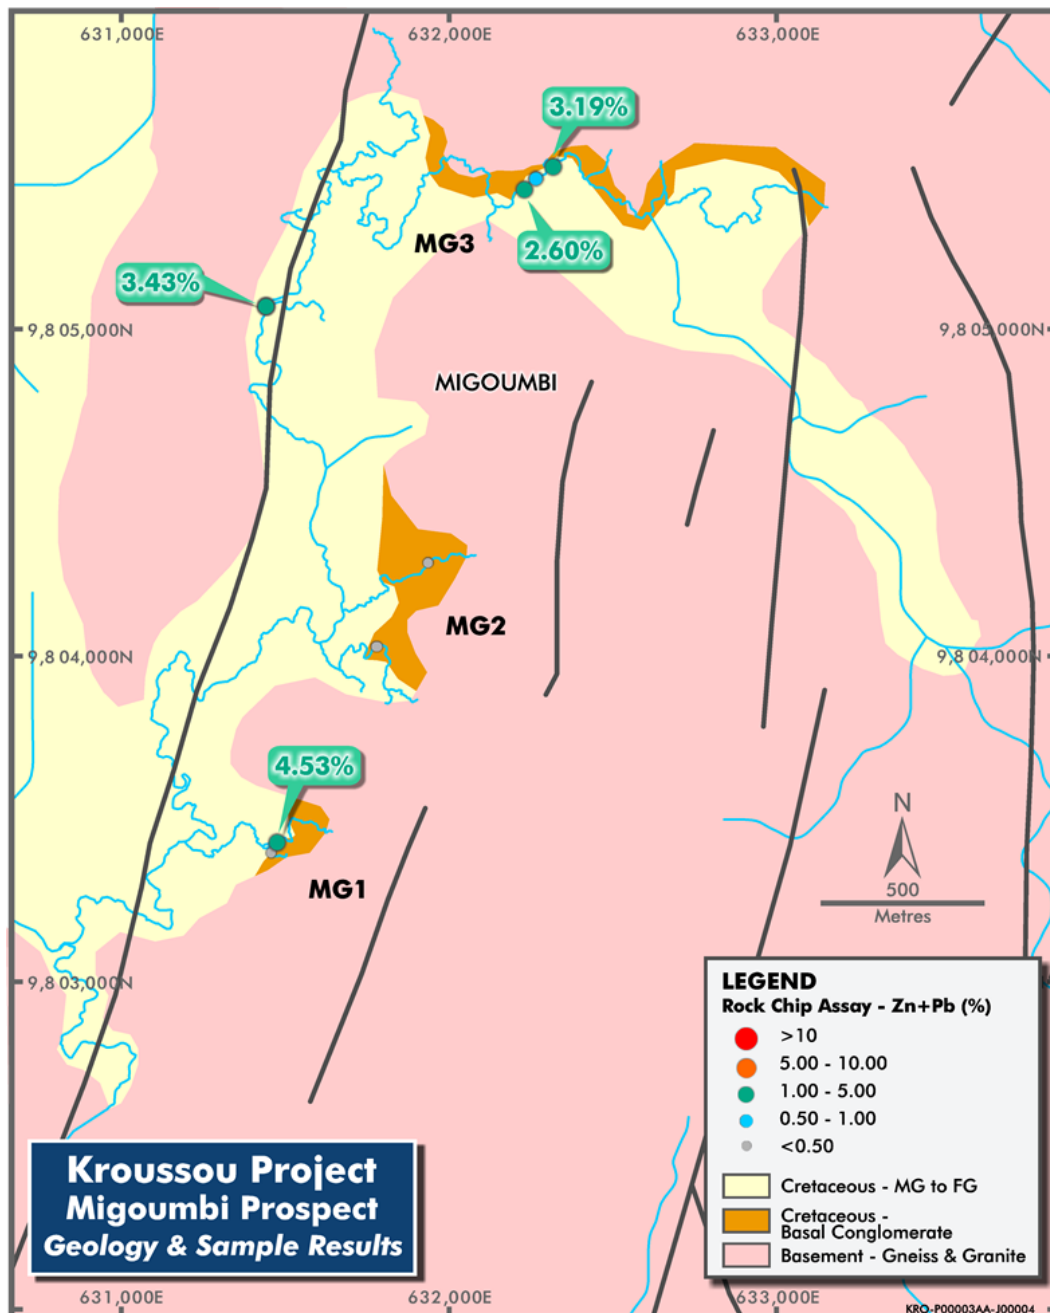 631,000E
632,000E
633,000E
3.19%
MG3
2.60%
3.43%
9,805,000N
9,805,000N
MIGOUMBI
MG2
9,804,000N
9,804,000N
4.53%
MG1
N
500
Metres
9,803,000N
LEGEND
Rock Chip Assay - Zn+Pb (%)
>10
5.00 - 10.00
1.00 - 5.00
0.50 - 1.00
<0.50
Cretaceous - MG to FG
Cretaceous -
Basal Conglomerate
Basement - Gneiss & Granite
Kroussou Project
Migoumbi Prospect
Geology & Sample Results
631,000E
632,000E
633,000E
KRO-P00003AA-J00004